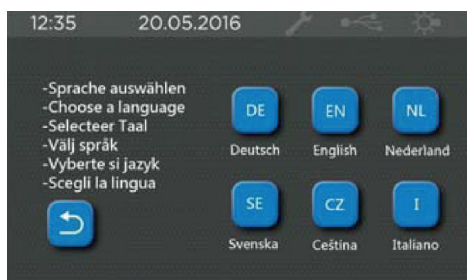 12:35 20.05.2016
-Sprache auswählen
-Choose a language
-Selecteer Taal
-Välj språk
-Vyberte si jazyk
-Scegli la lingua
DE EN NL
Deutsch English Nederland
SE CZ I
Svenska Ceština Italiano